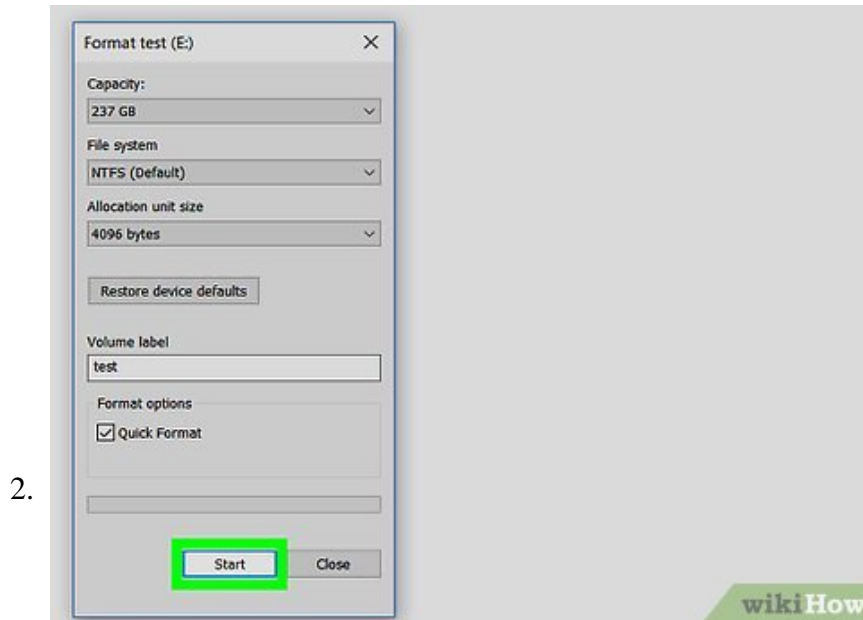 Format test (E:)
Capacity:
237 GB
File system
NTFS (Default)
Allocation unit size
4096 bytes
Restore device defaults
Volume label
test
Format options
Quick Format
2.
Start Close
wikiHow